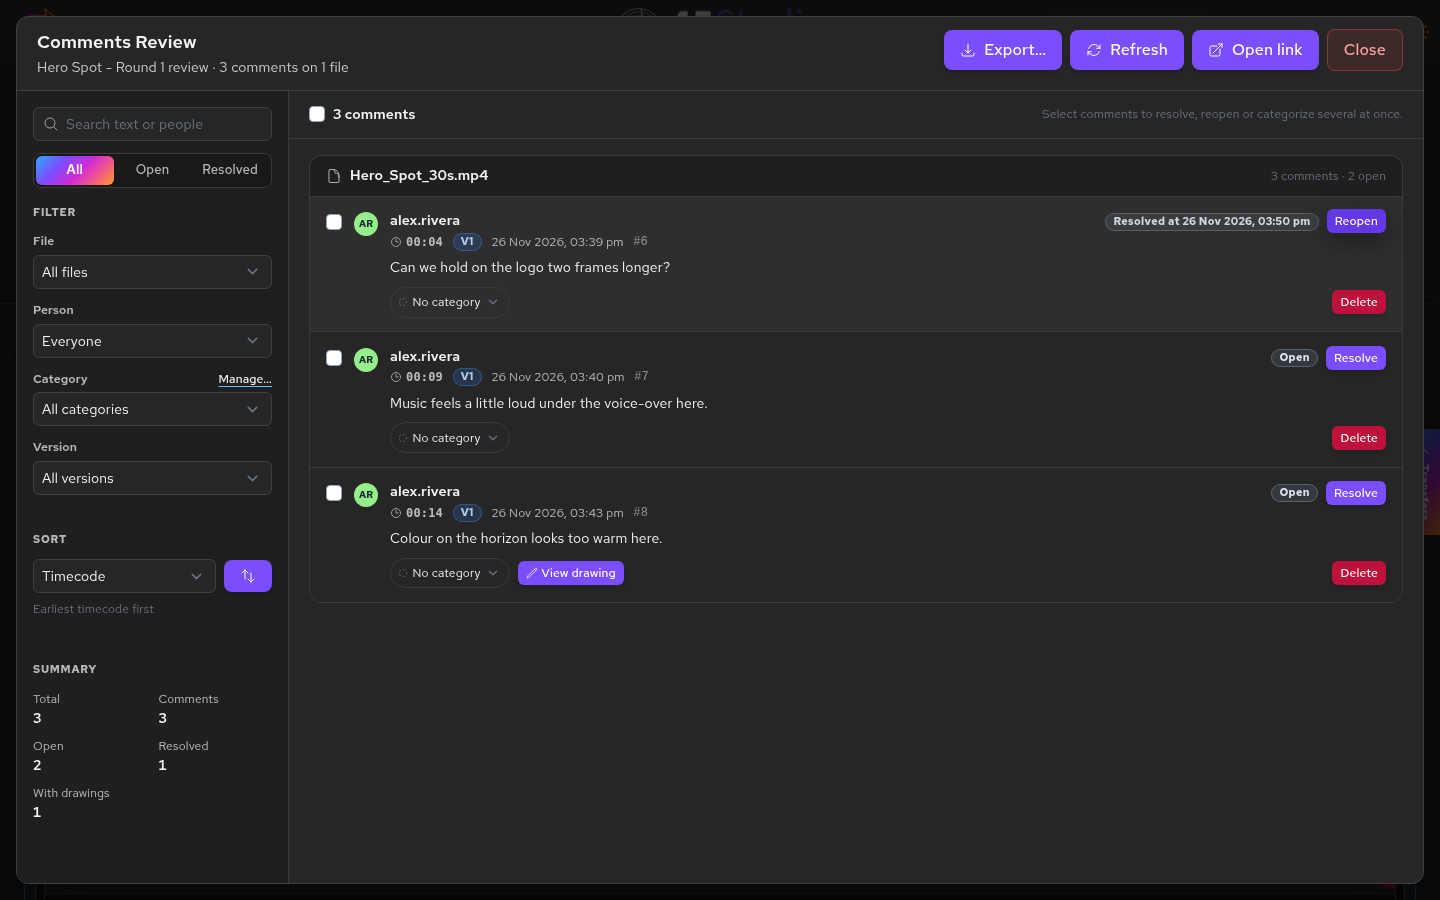 Comments Review
Hero Spot - Round 1 review · 3 comments on 1 file
Export...
Refresh
Open link
Close
Search text or people
All
Open
Resolved
FILTER
File
All files
Person
Everyone
Category
Manage...
All categories
Version
All versions
SORT
Timecode
Earliest timecode first
SUMMARY
Total
Comments
3
3
Open
Resolved
2
1
With drawings
1
3 comments
Select comments to resolve, reopen or categorize several at once.
Hero_Spot_30s.mp4
3 comments · 2 open
AR
alex.rivera
Resolved at 26 Nov 2026, 03:50 pm
Reopen
00:04 V1 26 Nov 2026, 03:39 pm #6
Can we hold on the logo two frames longer?
No category
Delete
AR
alex.rivera
Open
Resolve
00:09 V1 26 Nov 2026, 03:40 pm #7
Music feels a little loud under the voice-over here.
No category
Delete
AR
alex.rivera
Open
Resolve
00:14 V1 26 Nov 2026, 03:43 pm #8
Colour on the horizon looks too warm here.
No category
View drawing
Delete